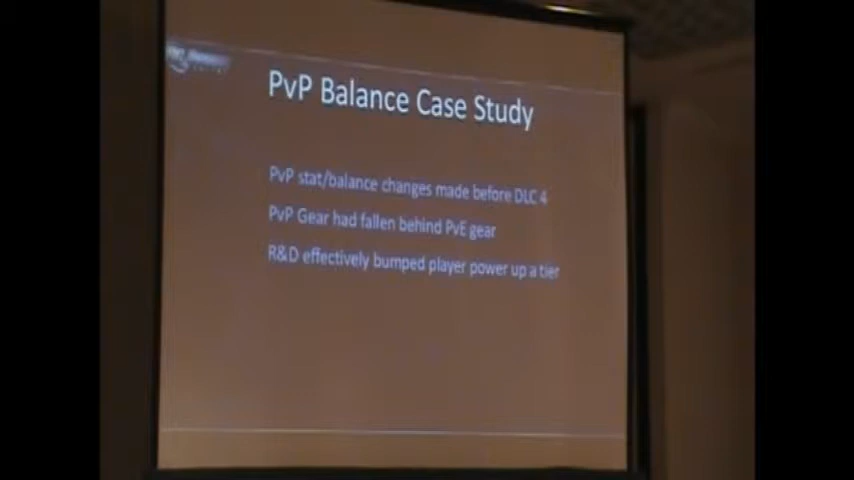 PvP Balance Case Study
PvP stat/balance changes made before DLC 4
PvP Gear had fallen behind PvE gear
R&D effectively bumped player power up a tier